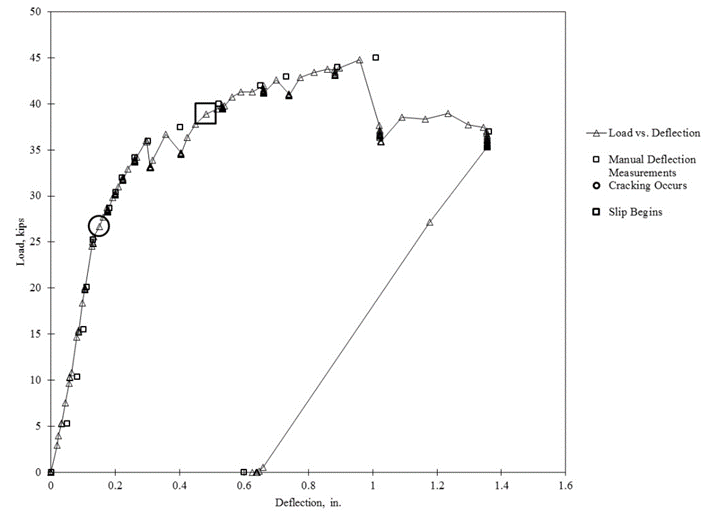 50
45
40
35
30
25
20
15
10
5
0
Load, kips
0
0.2
0.4
0.6
0.8
1
1.2
1.4
1.6
Deflection, in.
Load vs. Deflection
Manual Deflection
Measurements
Cracking Occurs
Slip Begins